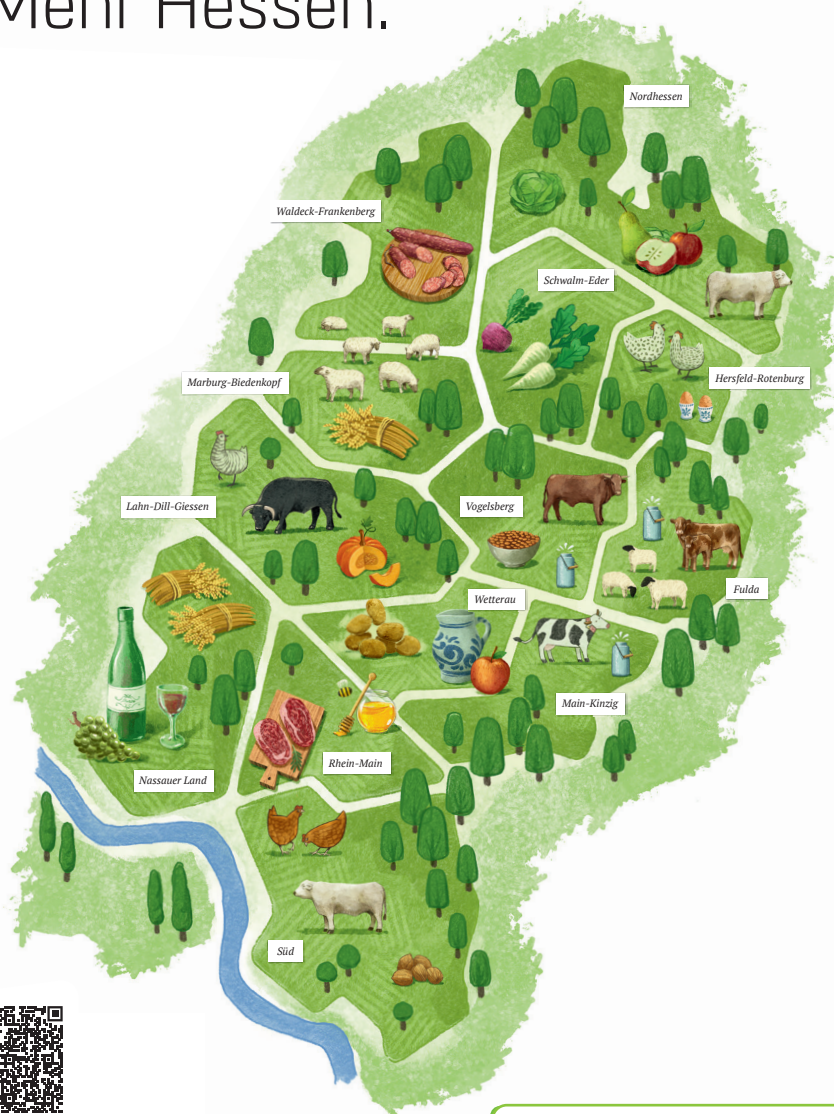 Mehr Hessen.
Nordhessen
Waldeck-Frankenberg
Schwalm-Eder
Hersfeld-Rotenburg
Marburg-Biedenkopf
Lahn-Dill-Giessen
Vogelsberg
Fulda
Wetterau
Main-Kinzig
Rhein-Main
Nassauer Land
Süd